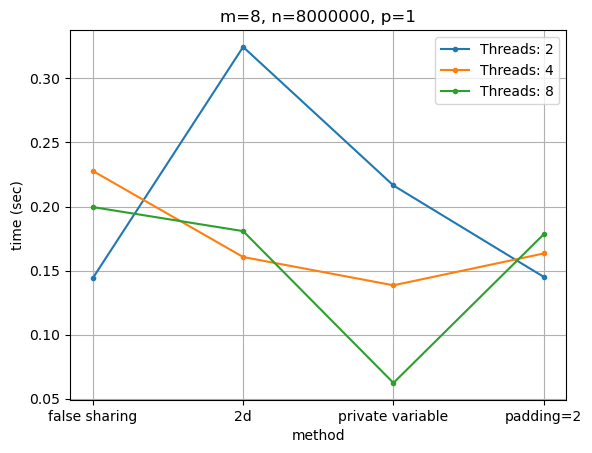 m=8, n=8000000, p=1
Threads: 2
Threads: 4
Threads: 8
time (sec)
0.30
0.25
0.20
0.15
0.10
0.05
false sharing
2d
private variable
padding=2
method